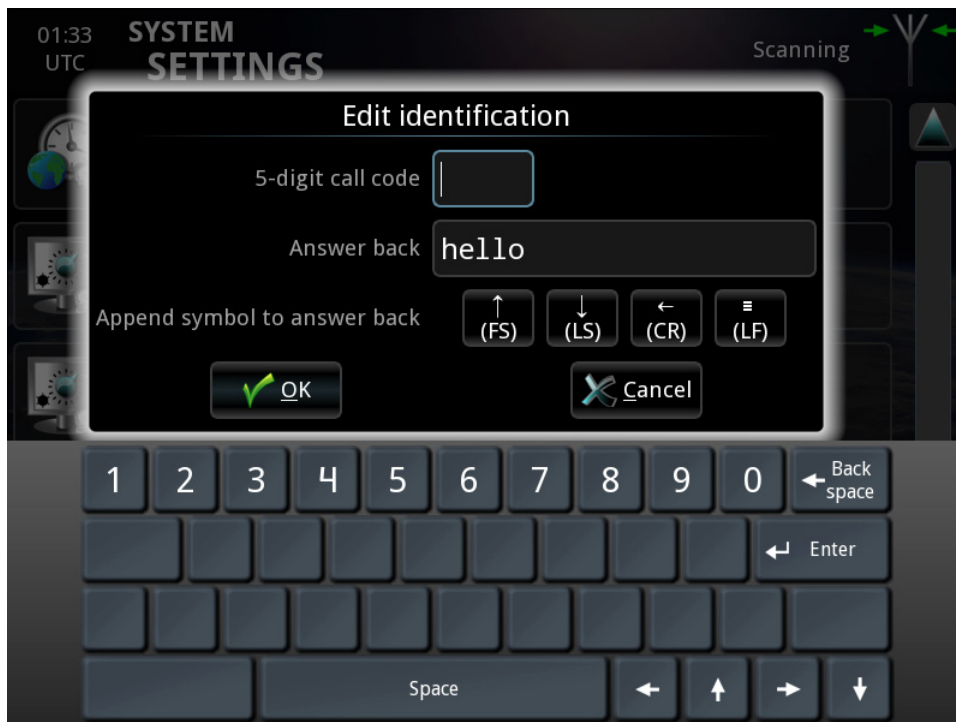 01:33 UTC
SYSTEM
SETTINGS
Scanning
Edit identification
5-digit call code
Answer back hello
Append symbol to answer back ↑ (FS) ↓ (LS) ← (CR) ≡ (LF)
OK Cancel
1 2 3 4 5 6 7 8 9 0 ← Back space
↵ Enter
Space ← ↑ → ↓